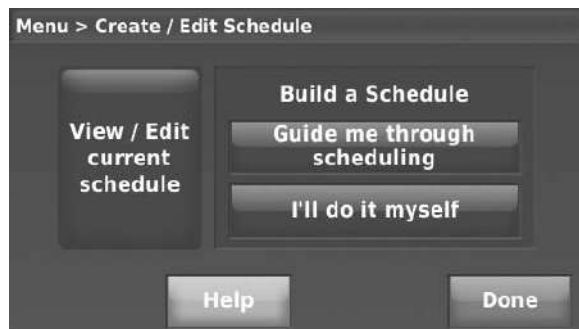 Menu > Create / Edit Schedule
View / Edit
current
schedule
Build a Schedule
Guide me through
scheduling
I'll do it myself
Help
Done